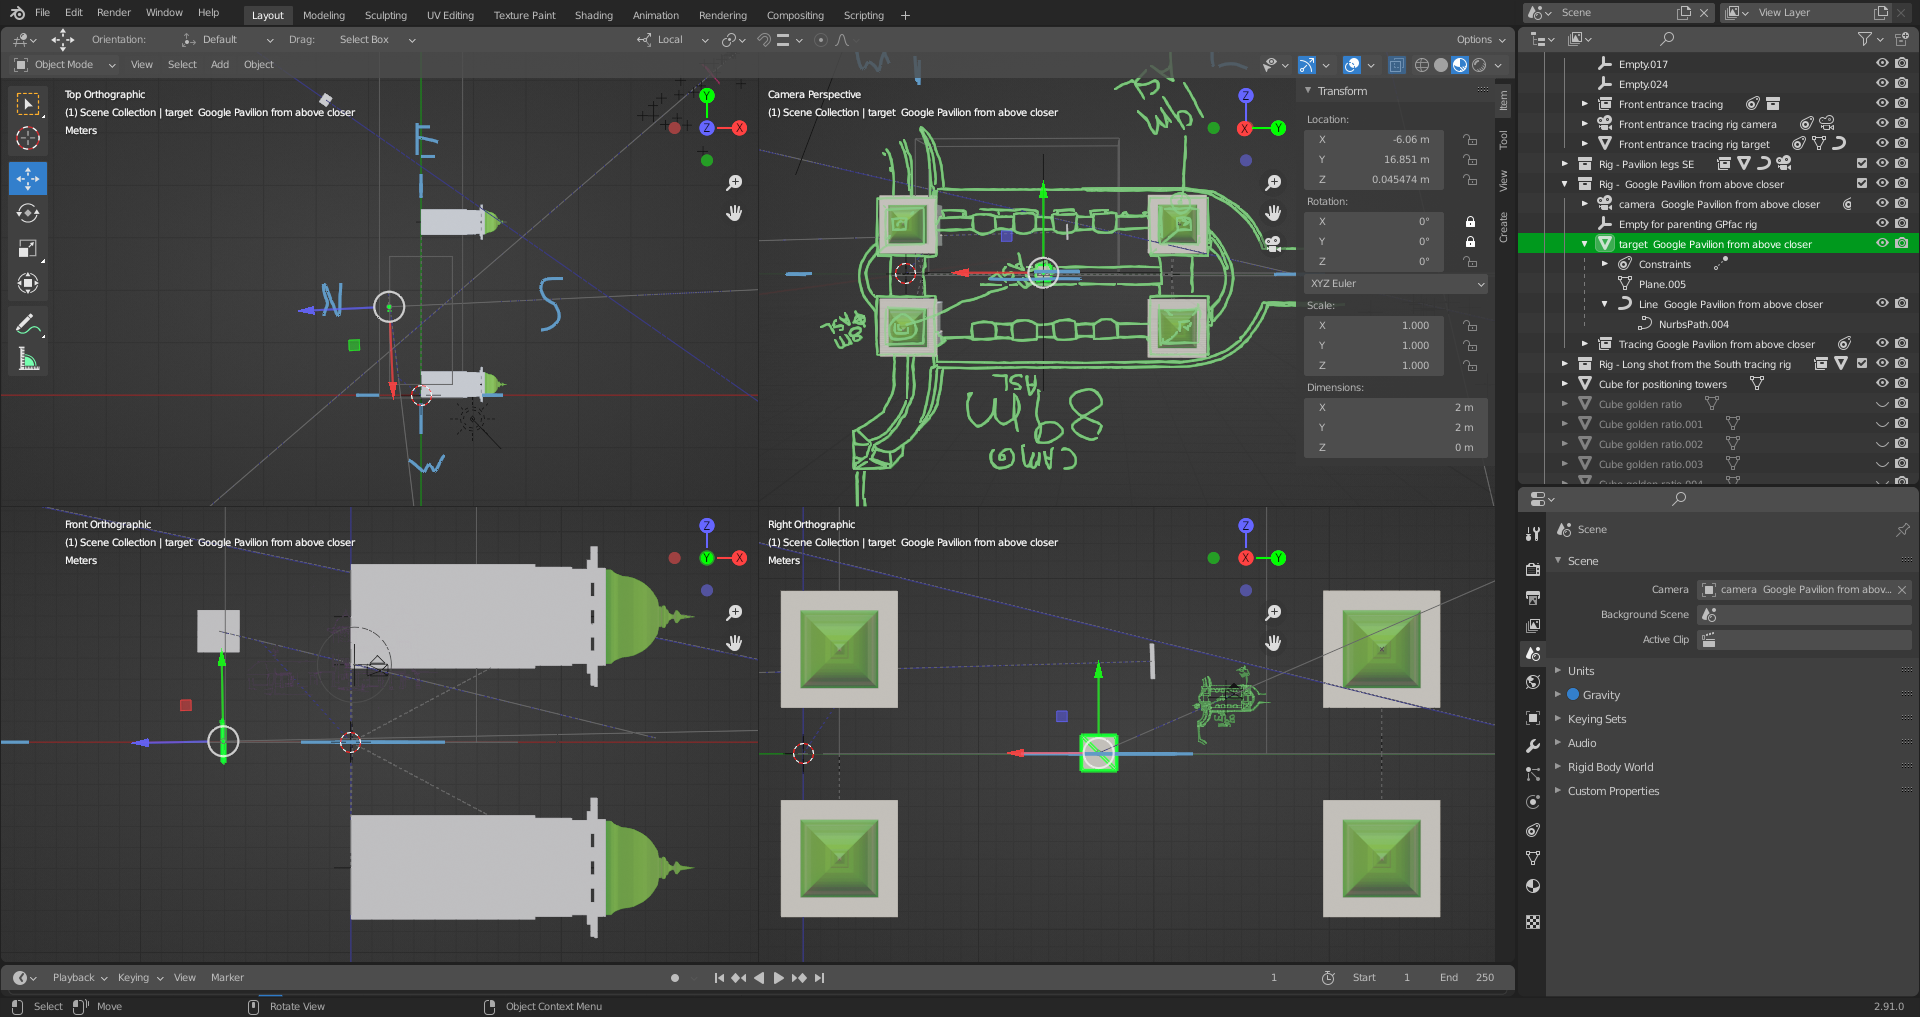 File Edit Render Window Help Layout Modeling Sculpting UV Editing Texture Paint Shading Animation Rendering Compositing Scripting + Scene View Layer
Orientation: Default Drag: Select Box Local Options
Object Mode View Select Add Object
Top Orthographic
(1) Scene Collection | target Google Pavilion from above closer
Meters
E
N
S
W
Y
Z
X
Camera Perspective
(1) Scene Collection | target Google Pavilion from above closer
Z
X
Y
ASL
8m
ASL
ASL
8 9m
CAM@
Transform
Location:
X -6.06 m
Y 16.851 m
Z 0.045474 m
Rotation:
X 0°
Y 0°
Z 0°
XYZ Euler
Scale:
X 1.000
Y 1.000
Z 1.000
Dimensions:
X 2 m
Y 2 m
Z 0 m
Item
Tool
View
Create
Front Orthographic
(1) Scene Collection | target Google Pavilion from above closer
Meters
Z
Y
X
Right Orthographic
(1) Scene Collection | target Google Pavilion from above closer
Meters
Z
X
Y
Empty.017
Empty.024
Front entrance tracing
Front entrance tracing rig camera
Front entrance tracing rig target
Rig - Pavilion legs SE
Rig - Google Pavilion from above closer
camera Google Pavilion from above closer
Empty for parenting GPfac rig
target Google Pavilion from above closer
Constraints
Plane.005
Line Google Pavilion from above closer
NurbsPath.004
Tracing Google Pavilion from above closer
Rig - Long shot from the South tracing rig
Cube for positioning towers
Cube golden ratio
Cube golden ratio.001
Cube golden ratio.002
Cube golden ratio.003
Cube golden ratio.004
Scene
Scene
Camera camera Google Pavilion from abov...
Background Scene
Active Clip
Units
Gravity
Keying Sets
Audio
Rigid Body World
Custom Properties
Playback Keying View Marker 1 Start 1 End 250
Select Move Rotate View Object Context Menu 2.91.0